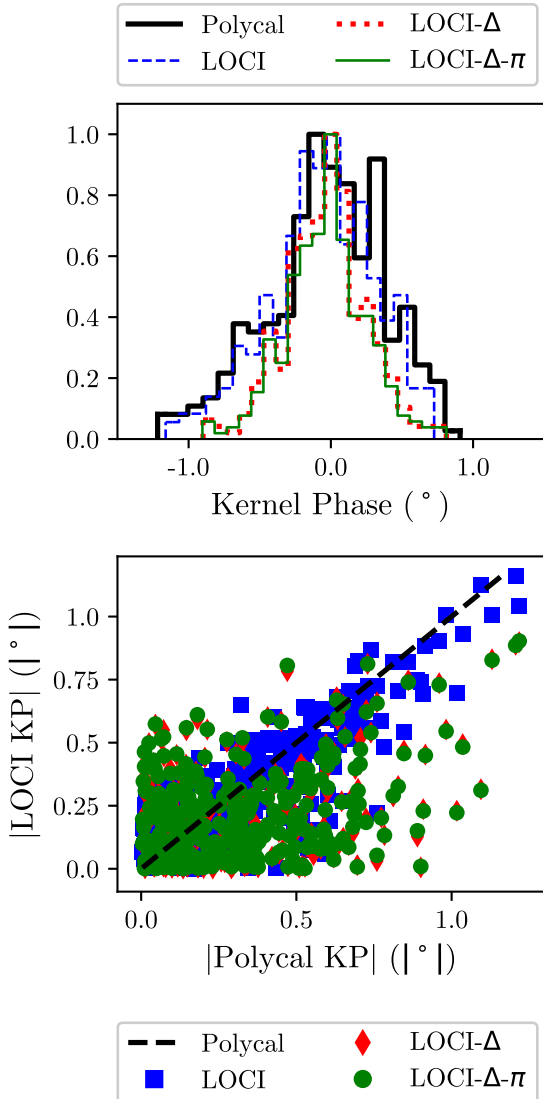 Polycal LOCI-Δ
LOCI LOCI-Δ-π
1.0
0.8
0.6
0.4
0.2
0.0
-1.0 0.0 1.0
Kernel Phase (°)
|LOCI KP| (|°|)
1.0
0.75
0.5
0.25
0.0
0.0 0.5 1.0
|Polycal KP| (|°|)
Polycal LOCI-Δ
LOCI LOCI-Δ-π